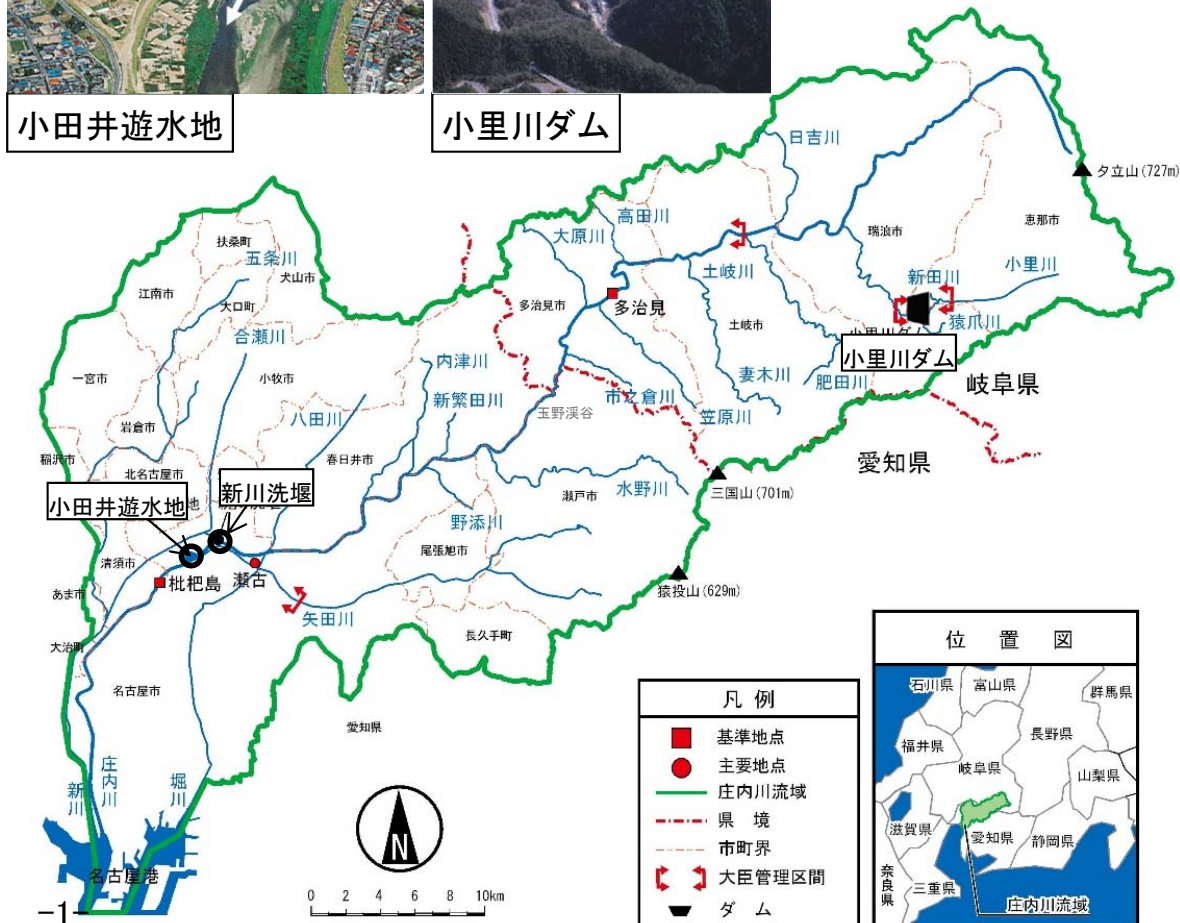 小田井遊水地
小里川ダム
日吉川
夕立山(727m)
高田川
大原川
恵那市
瑞浪市
扶桑町
五条川
犬山市
土岐川
新田川
小里川
江南市
大口町
多治見市
多治見
土岐市
猿爪川
合瀬川
小里川ダム
小里川ダム
内津川
妻木川
肥田川
岐阜県
一宮市
小牧市
新繁田川
市之倉川
笠原川
玉野渓谷
八田川
岩倉市
愛知県
稲沢市
春日井市
北名古屋市
新川洗堰
小田井遊水地
地
瀬戸市
水野川
三国山(701m)
野添川
尾張旭市
清須市
瀬古
枇杷島
猿投山(629m)
あま市
矢田川
長久手町
大治町
名古屋市
愛知県
庄内川
新川
堀川
名古屋港
N
0 2 4 6 8 10km
-1-
凡例
基準地点
主要地点
庄内川流域
県境
市町界
大臣管理区間
ダム
位置図
石川県
富山県
群馬県
長野県
福井県
岐阜県
山梨県
滋賀県
愛知県
静岡県
奈良県
三重県
庄内川流域